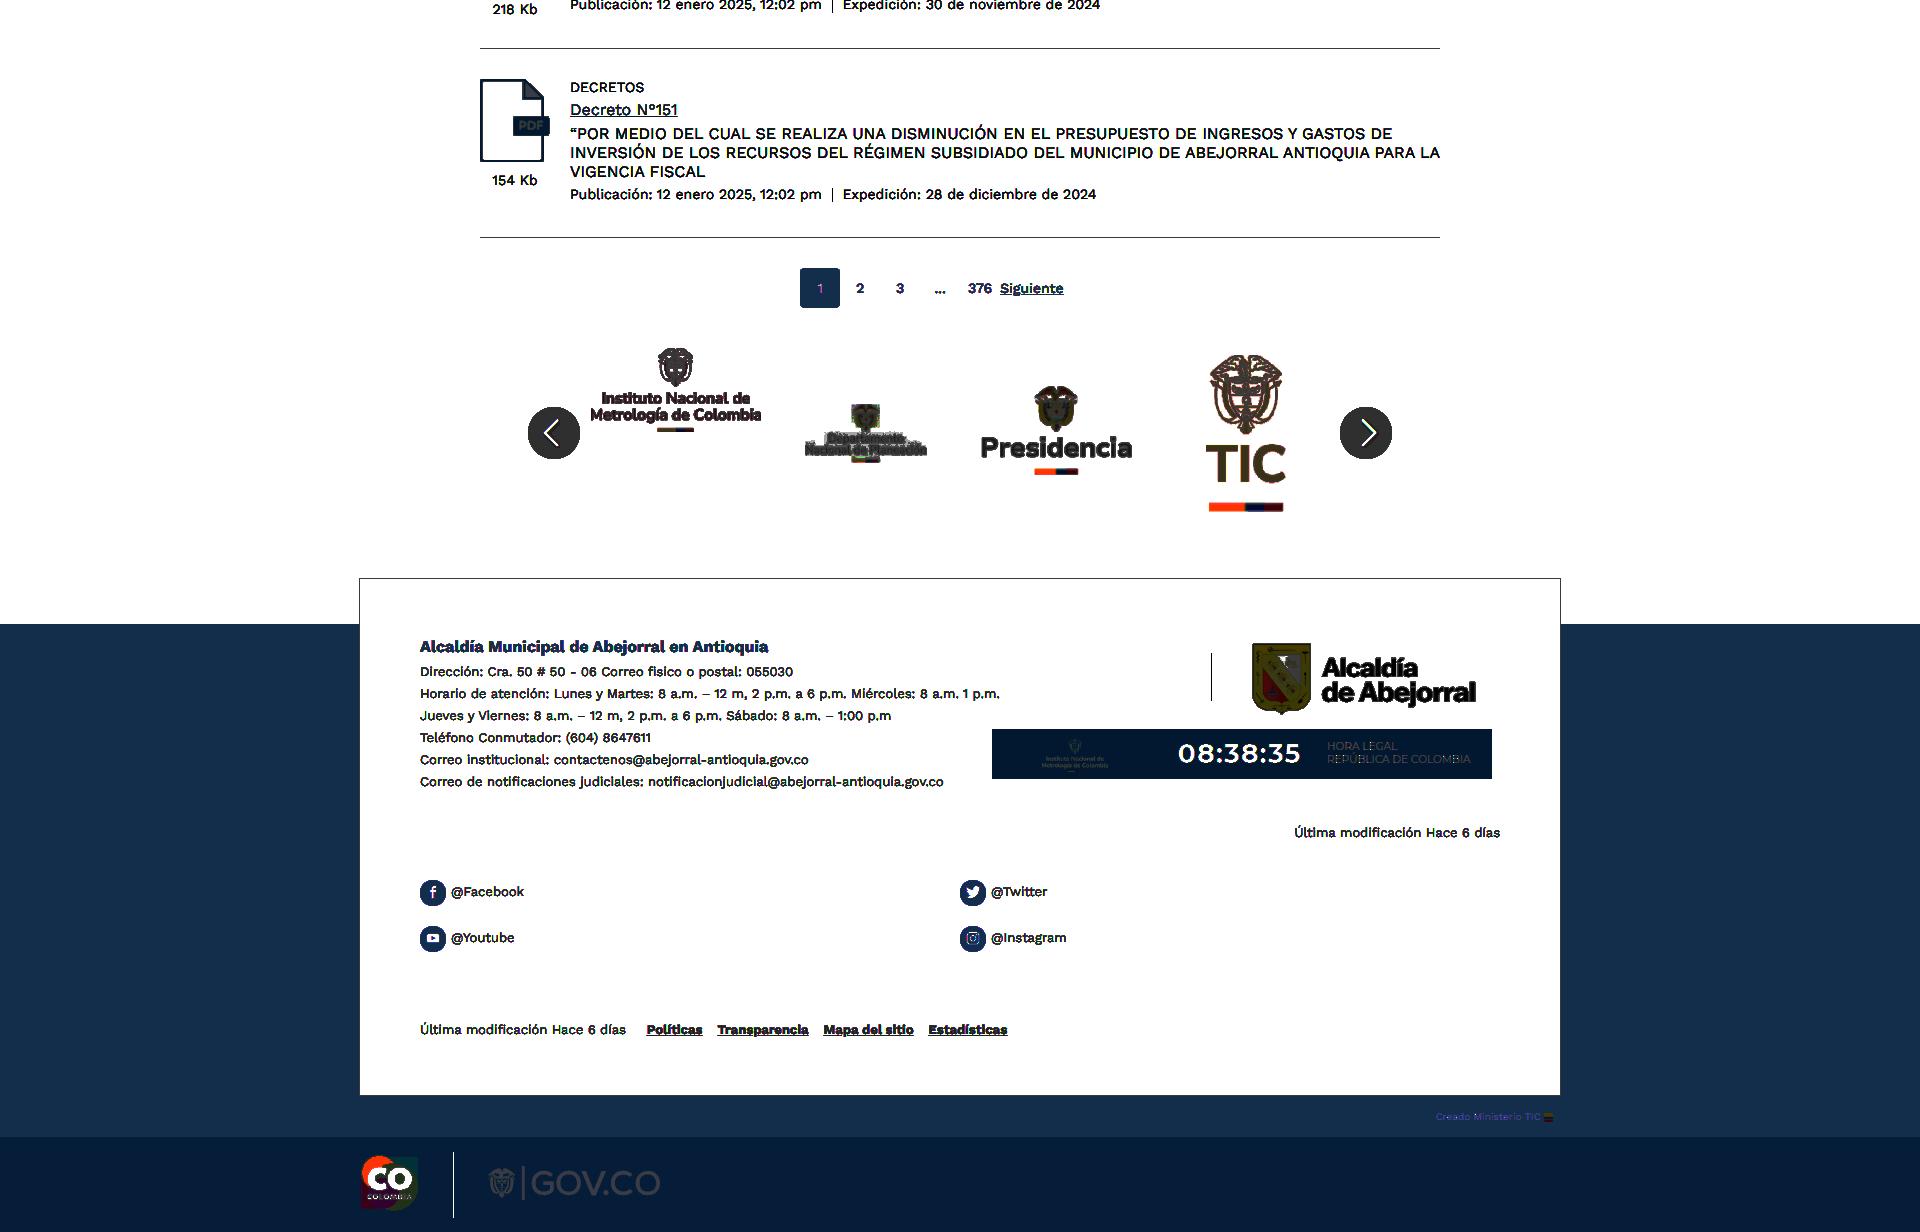 218 Kb
Publicación: 12 enero 2025, 12:02 pm | Expedición: 30 de noviembre de 2024
DECRETOS
Decreto N°151
PDF
“POR MEDIO DEL CUAL SE REALIZA UNA DISMINUCIÓN EN EL PRESUPUESTO DE INGRESOS Y GASTOS DE
INVERSIÓN DE LOS RECURSOS DEL RÉGIMEN SUBSIDIADO DEL MUNICIPIO DE ABEJORRAL ANTIOQUIA PARA LA
VIGENCIA FISCAL
154 Kb
Publicación: 12 enero 2025, 12:02 pm | Expedición: 28 de diciembre de 2024
1 2 3 ... 376 Siguiente
Instituto Nacional de
Metrología de Colombia
Departamento
Nacional de Planeación
Presidencia
TIC
Alcaldía Municipal de Abejorral en Antioquia
Dirección: Cra. 50 # 50 - 06 Correo fisico o postal: 055030
Horario de atención: Lunes y Martes: 8 a.m. – 12 m, 2 p.m. a 6 p.m. Miércoles: 8 a.m. 1 p.m.
Jueves y Viernes: 8 a.m. – 12 m, 2 p.m. a 6 p.m. Sábado: 8 a.m. – 1:00 p.m
Teléfono Conmutador: (604) 8647611
Correo institucional: contactenos@abejorral-antioquia.gov.co
Correo de notificaciones judiciales: notificacionjudicial@abejorral-antioquia.gov.co
Alcaldía
de Abejorral
Instituto Nacional de
Metrología de Colombia
08:38:35
HORA LEGAL
REPÚBLICA DE COLOMBIA
Última modificación Hace 6 días
@Facebook
@Twitter
@Youtube
@Instagram
Última modificación Hace 6 días Políticas Transparencia Mapa del sitio Estadísticas
Creado Ministerio TIC
CO
COLOMBIA
GOV.CO